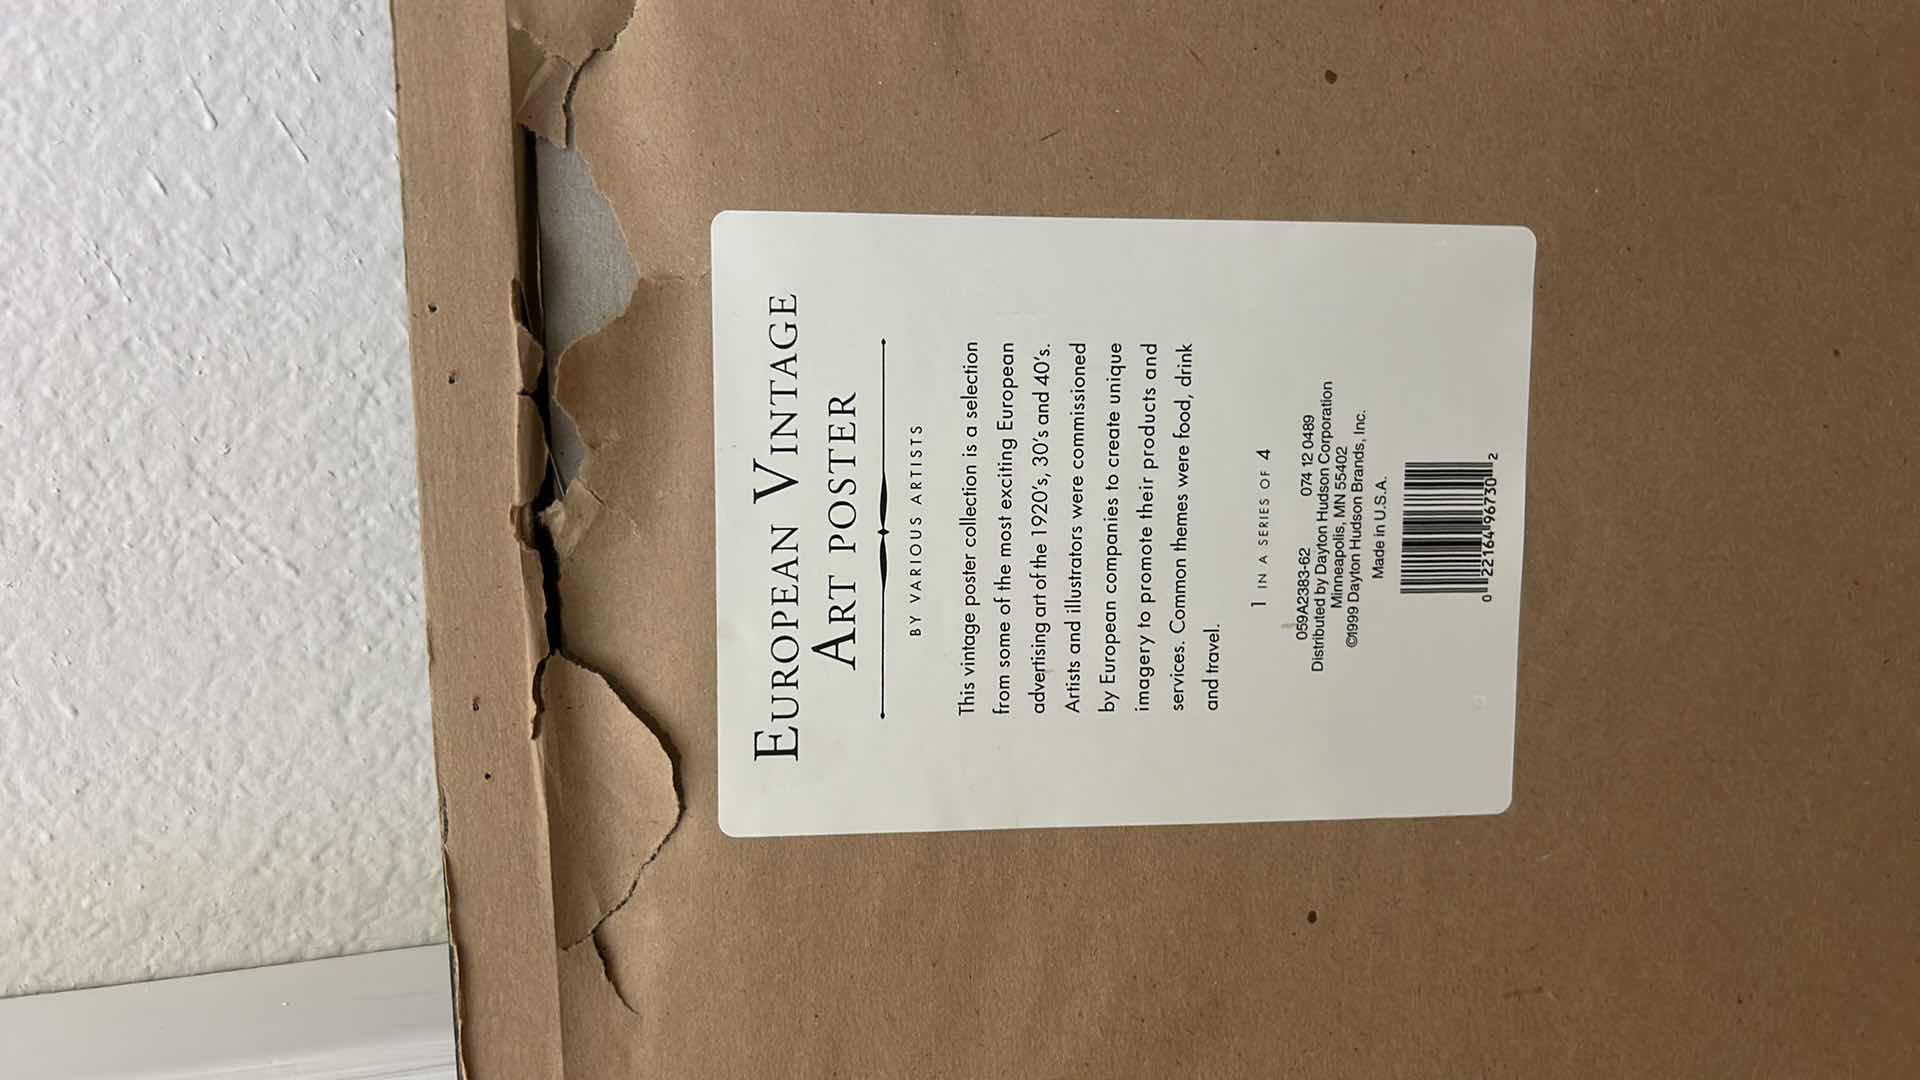 EUROPEAN VINTAGE
ART POSTER
BY VARIOUS ARTISTS
This vintage poster collection is a selection
from some of the most exciting European
advertising art of the 1920's, 30's and 40's.
Artists and illustrators were commissioned
by European companies to create unique
imagery to promote their products and
services. Common themes were food, drink
and travel.
1 IN A SERIES OF 4
059A2383-62 074 12 0489
Distributed by Dayton Hudson Corporation
Minneapolis, MN 55402
©1999 Dayton Hudson Brands, Inc.
Made in U.S.A.
0 22164 96730 2